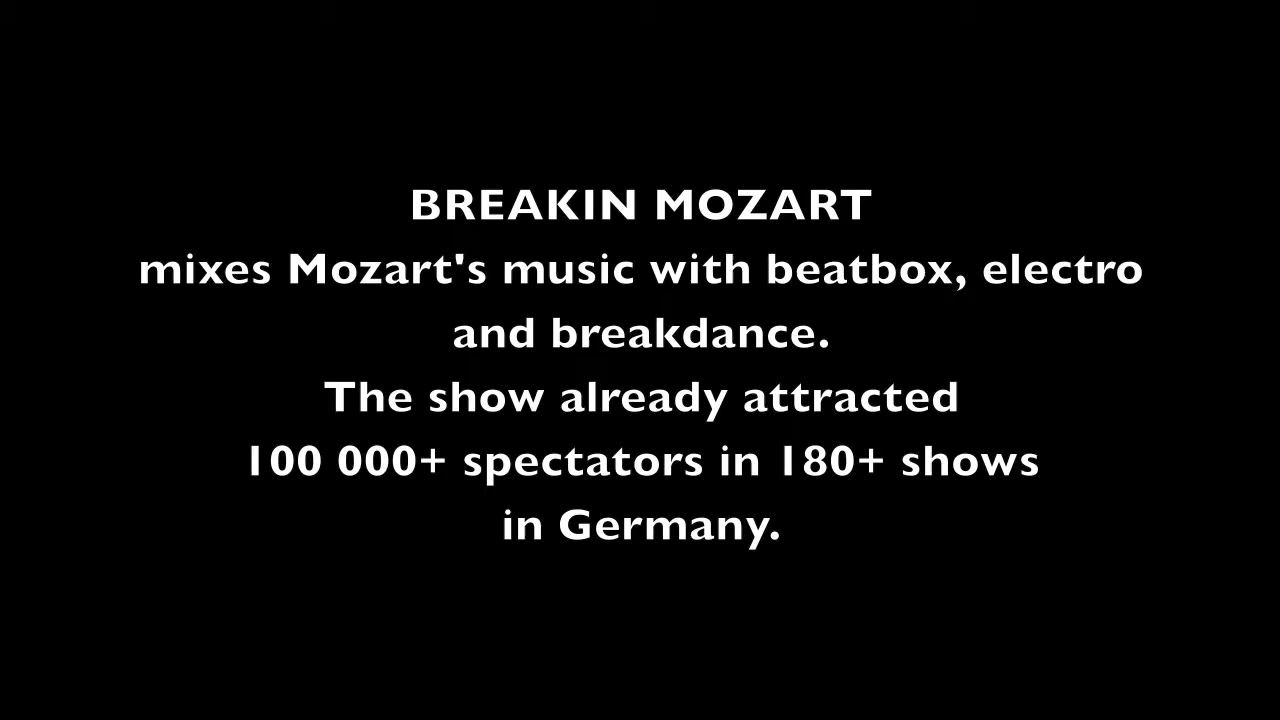 BREAKIN MOZART
mixes Mozart's music with beatbox, electro
and breakdance.
The show already attracted
100 000+ spectators in 180+ shows
in Germany.